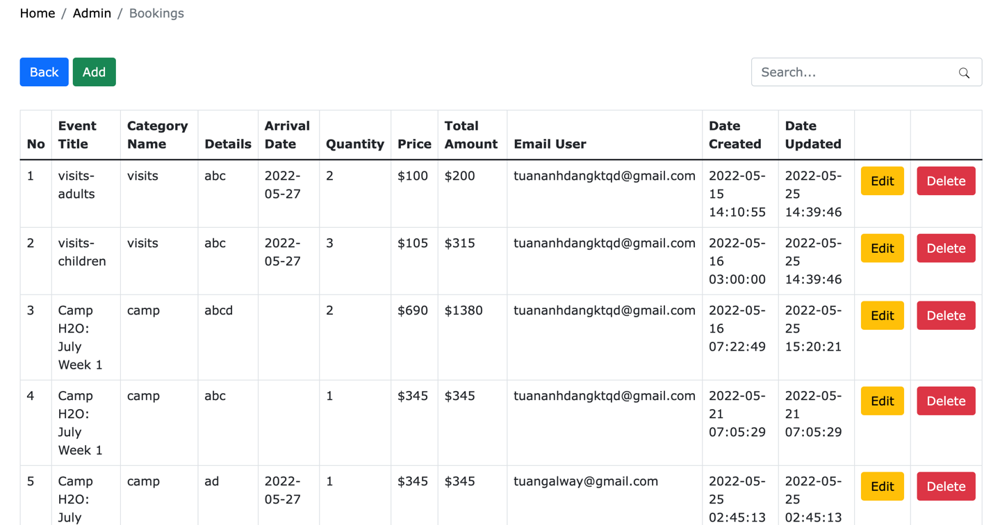 Home / Admin / Bookings
Back Add Search...
No Event Title Category Name Details Arrival Date Quantity Price Total Amount Email User Date Created Date Updated
1 visits-adults visits abc 2022-05-27 2 $100 $200 tuananhdangktqd@gmail.com 2022-05-15 14:10:55 2022-05-25 14:39:46 Edit Delete
2 visits-children visits abc 2022-05-27 3 $105 $315 tuananhdangktqd@gmail.com 2022-05-16 03:00:00 2022-05-25 14:39:46 Edit Delete
3 Camp H2O: July Week 1 camp abcd 2 $690 $1380 tuananhdangktqd@gmail.com 2022-05-16 07:22:49 2022-05-25 15:20:21 Edit Delete
4 Camp H2O: July Week 1 camp abc 1 $345 $345 tuananhdangktqd@gmail.com 2022-05-21 07:05:29 2022-05-21 07:05:29 Edit Delete
5 Camp H2O: July camp ad 2022-05-27 1 $345 $345 tuangalway@gmail.com 2022-05-25 02:45:13 2022-05-25 02:45:13 Edit Delete